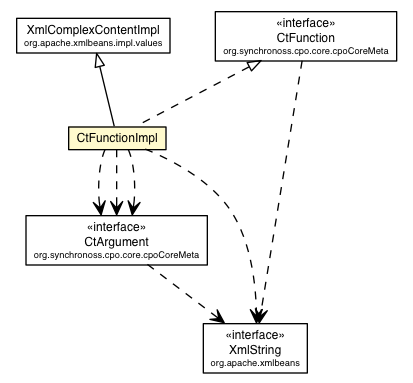 XmlComplexContentImpl
org.apache.xmlbeans.impl.values
«interface»
CtFunction
org.synchronoss.cpo.core.cpoCoreMeta
CtFunctionImpl
«interface»
CtArgument
org.synchronoss.cpo.core.cpoCoreMeta
«interface»
XmlString
org.apache.xmlbeans